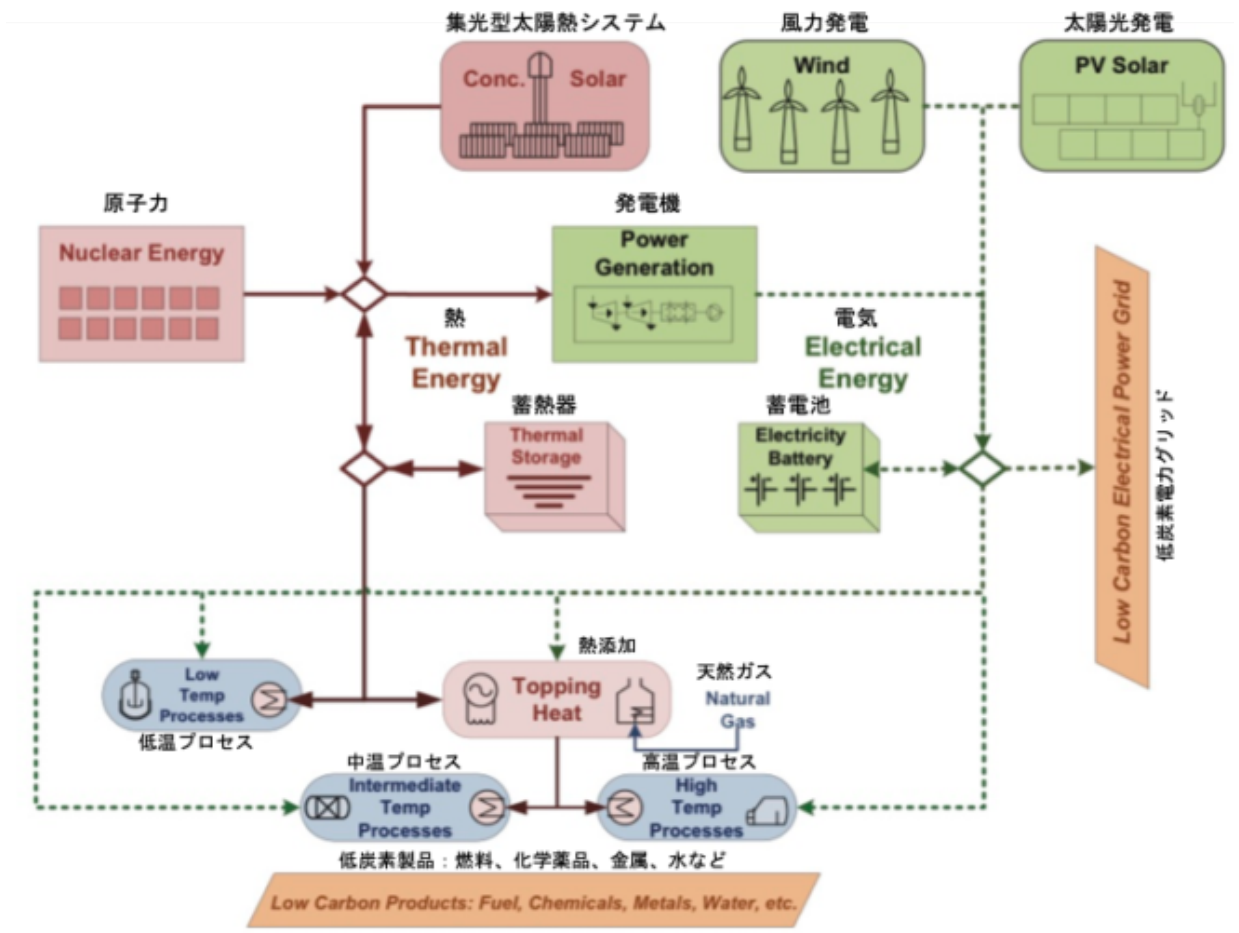 集光型太陽熱システム
風力発電
太陽光発電
Conc. Solar
Wind
PV Solar
原子力
発電機
Nuclear Energy
Power
Generation
熱
Thermal
Energy
電気
Electrical
Energy
蓄熱器
Thermal
Storage
蓄電池
Electricity
Battery
Low Carbon Electrical Power Grid
低炭素電力グリッド
Low
Temp
Processes
低温プロセス
熱添加
Topping
Heat
天然ガス
Natural
Gas
中温プロセス
Intermediate
Temp
Processes
高温プロセス
High
Temp
Processes
低炭素製品：燃料、化学薬品、金属、水など
Low Carbon Products: Fuel, Chemicals, Metals, Water, etc.